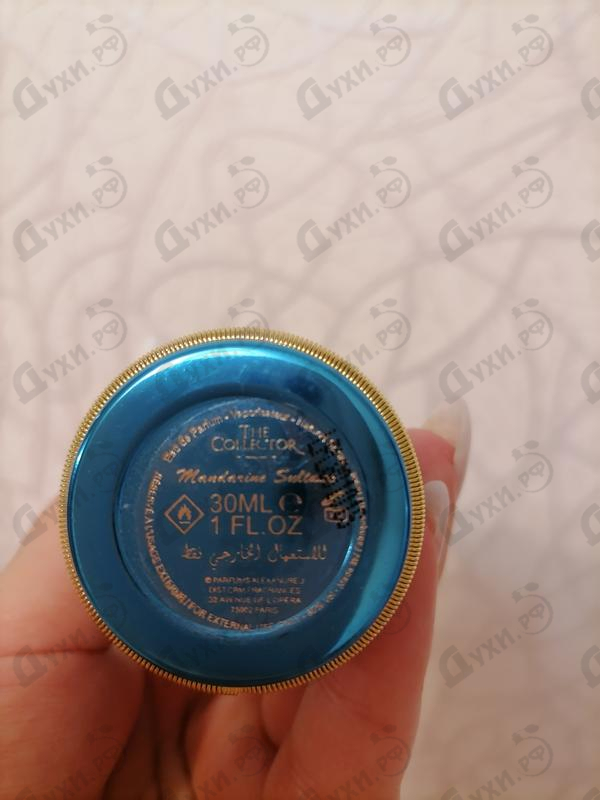 Eau de Parfum - Vaporisateur - Natural
THE
COLLECTOR
Mandarine Sultane
30ML ℮
1 FL.OZ
للاستعمال الخارجي فقط
© PARFUMS ALEXANDRE J
DIST.CRM FRAGRANCES
32 AVENUE DE L'OPERA
75002 PARIS
RÉSERVÉ À USAGE EXTERNE / FOR EXTERNAL USE ONLY
Духи.РФ